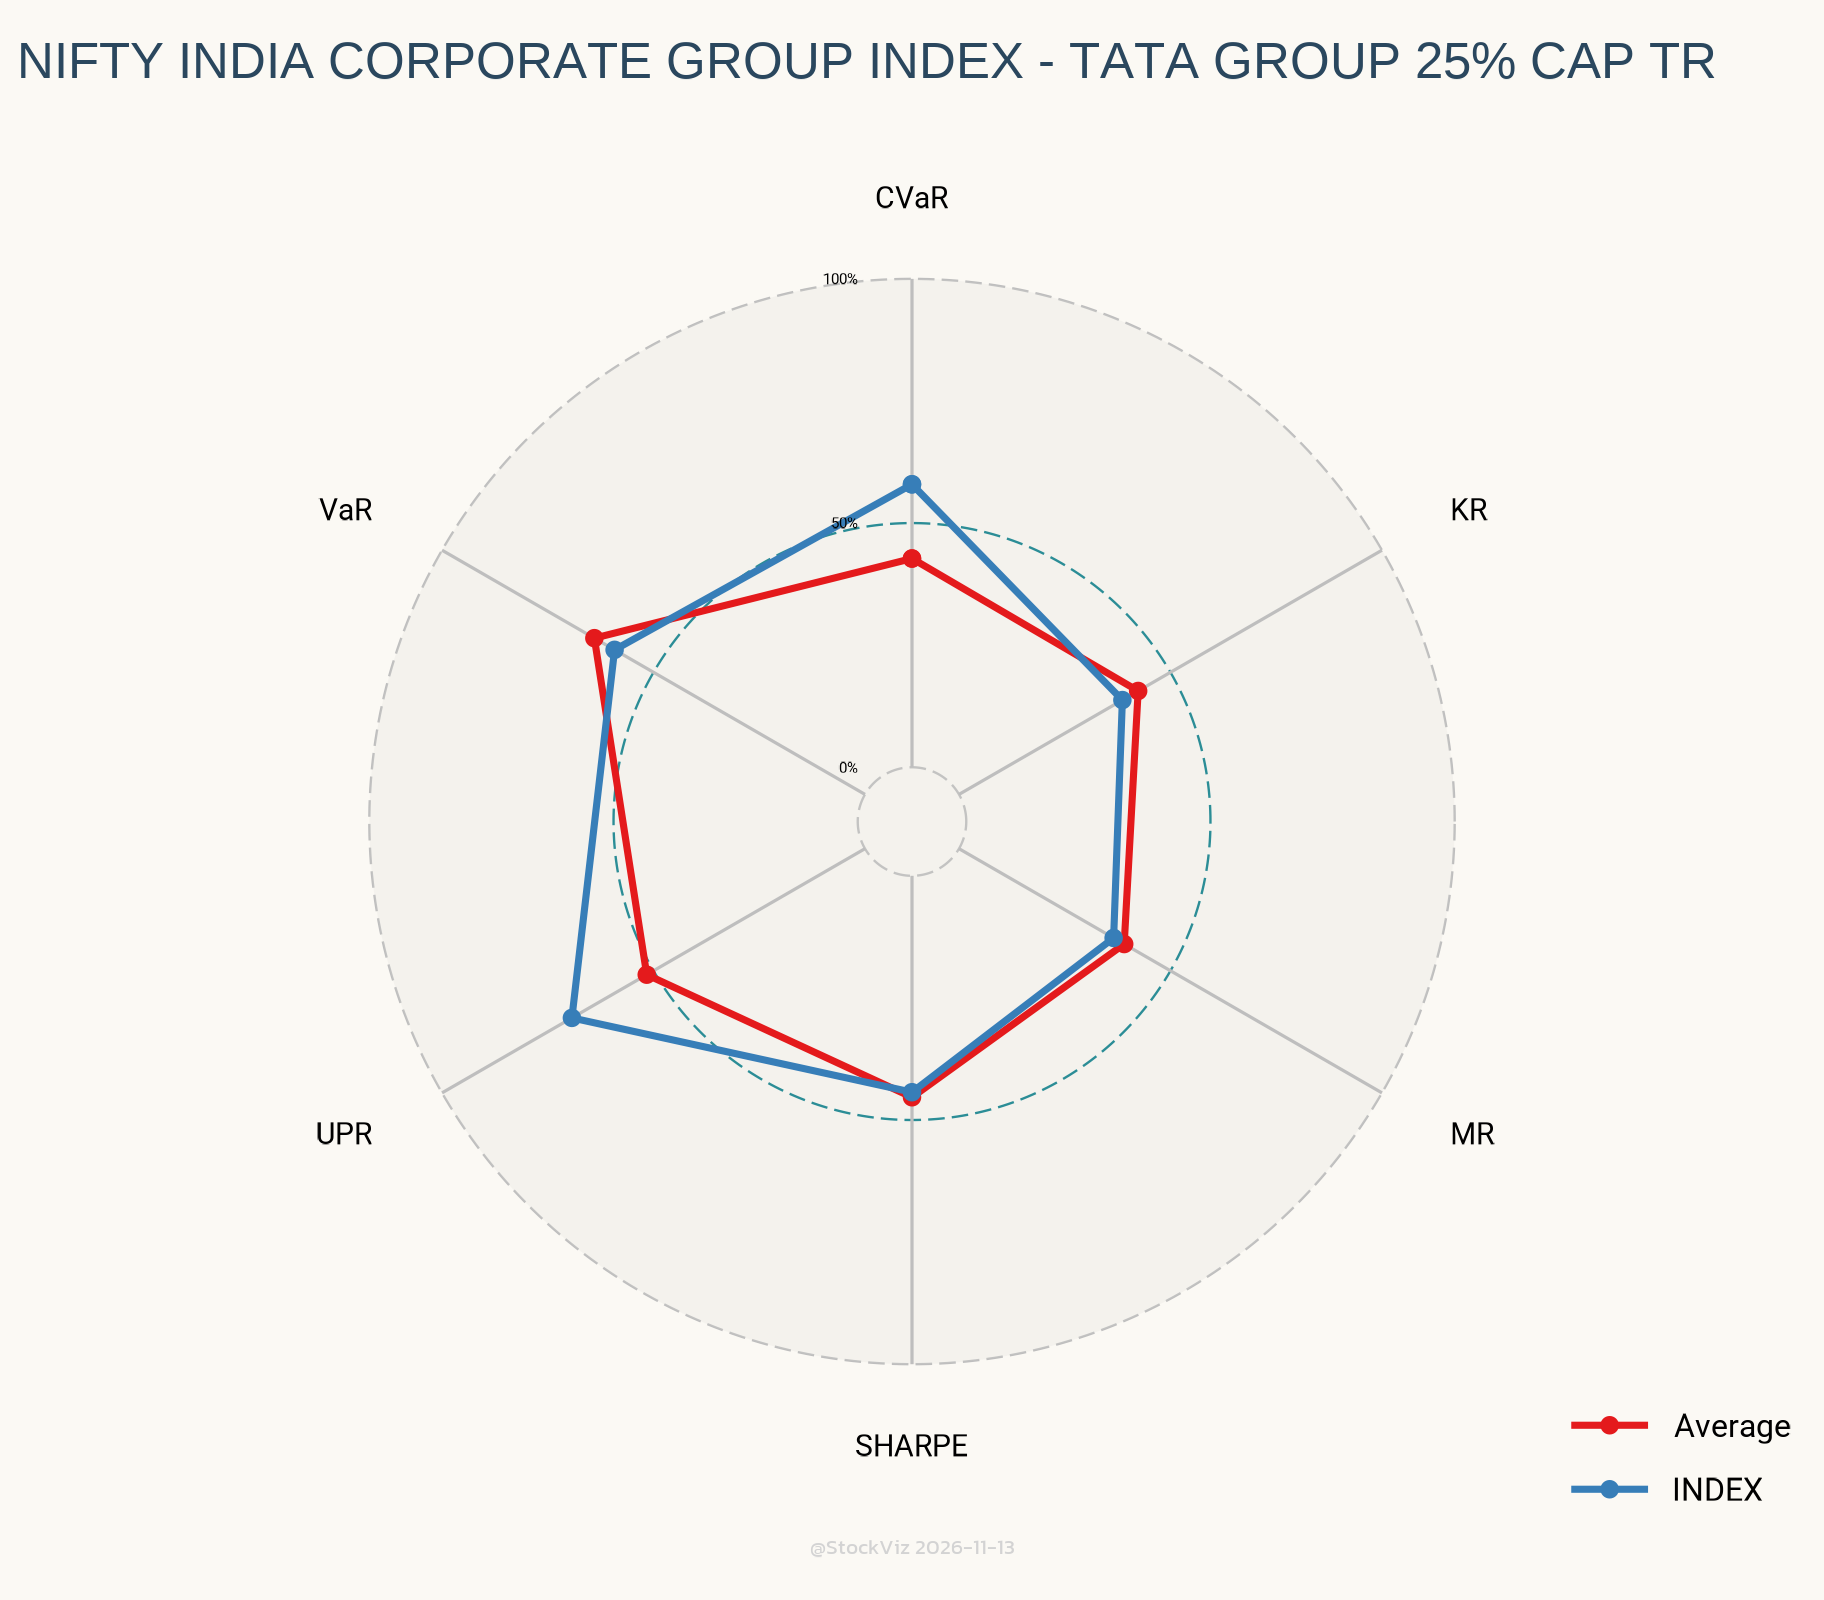 NIFTY INDIA CORPORATE GROUP INDEX - TATA GROUP 25% CAP TR
CVaR
100%
VaR
KR
50%
0%
UPR
MR
SHARPE
Average
INDEX
@StockViz 2026-11-13